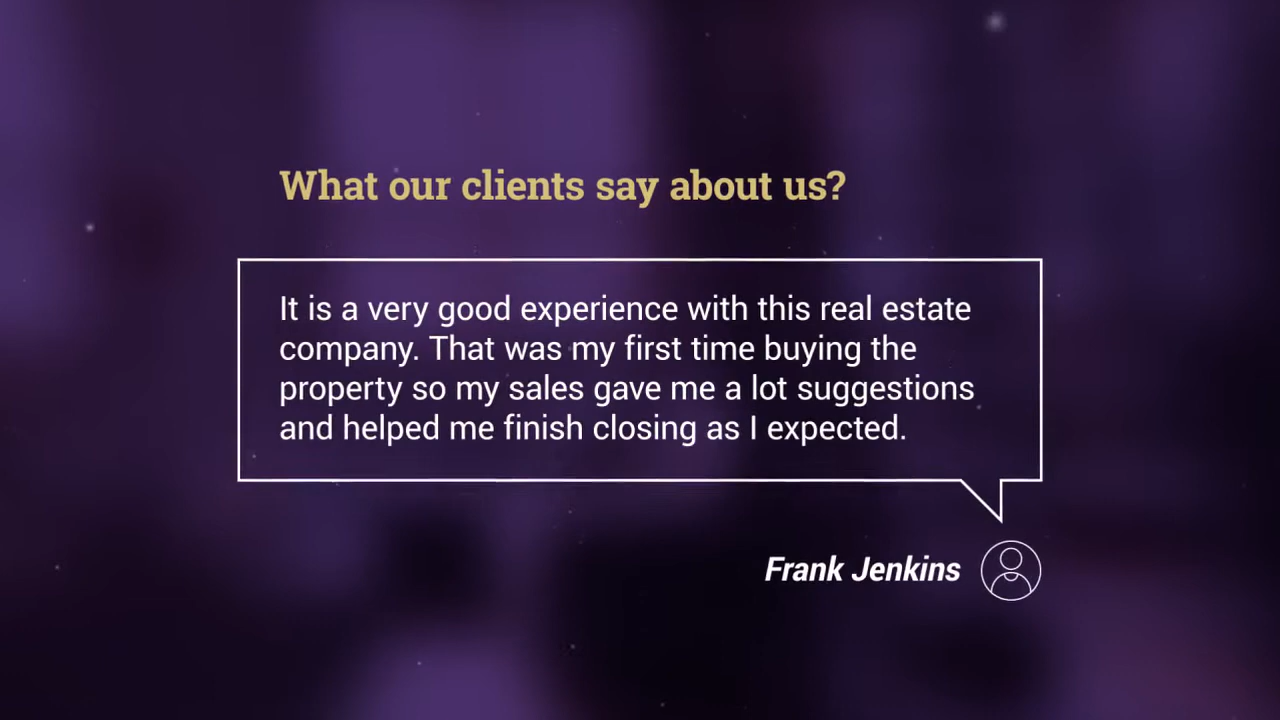 What our clients say about us?
It is a very good experience with this real estate
company. That was my first time buying the
property so my sales gave me a lot suggestions
and helped me finish closing as I expected.
Frank Jenkins